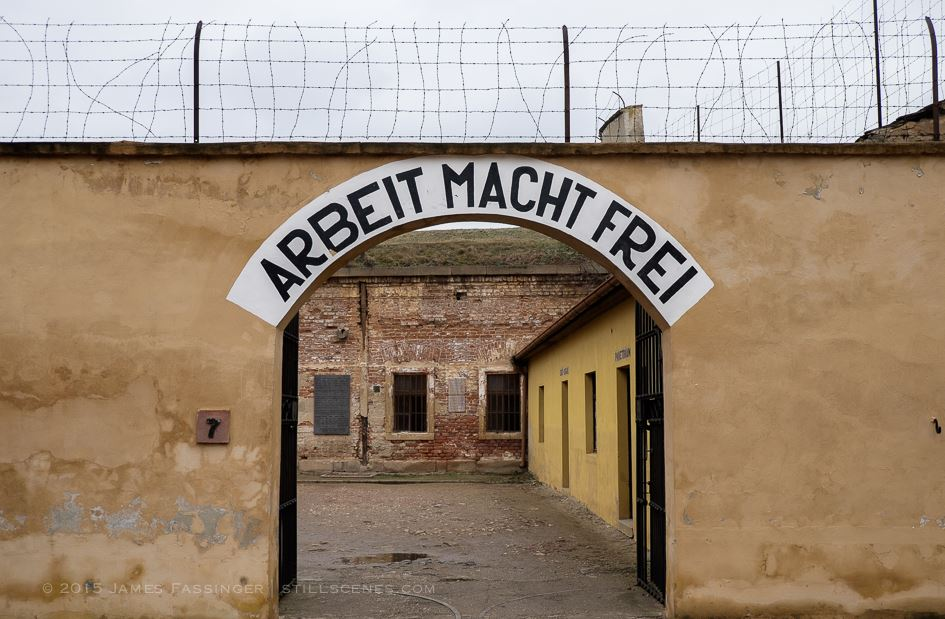 ARBEIT MACHT FREI
7
© 2015 JAMES FASSINGER | STILLSCENES.COM